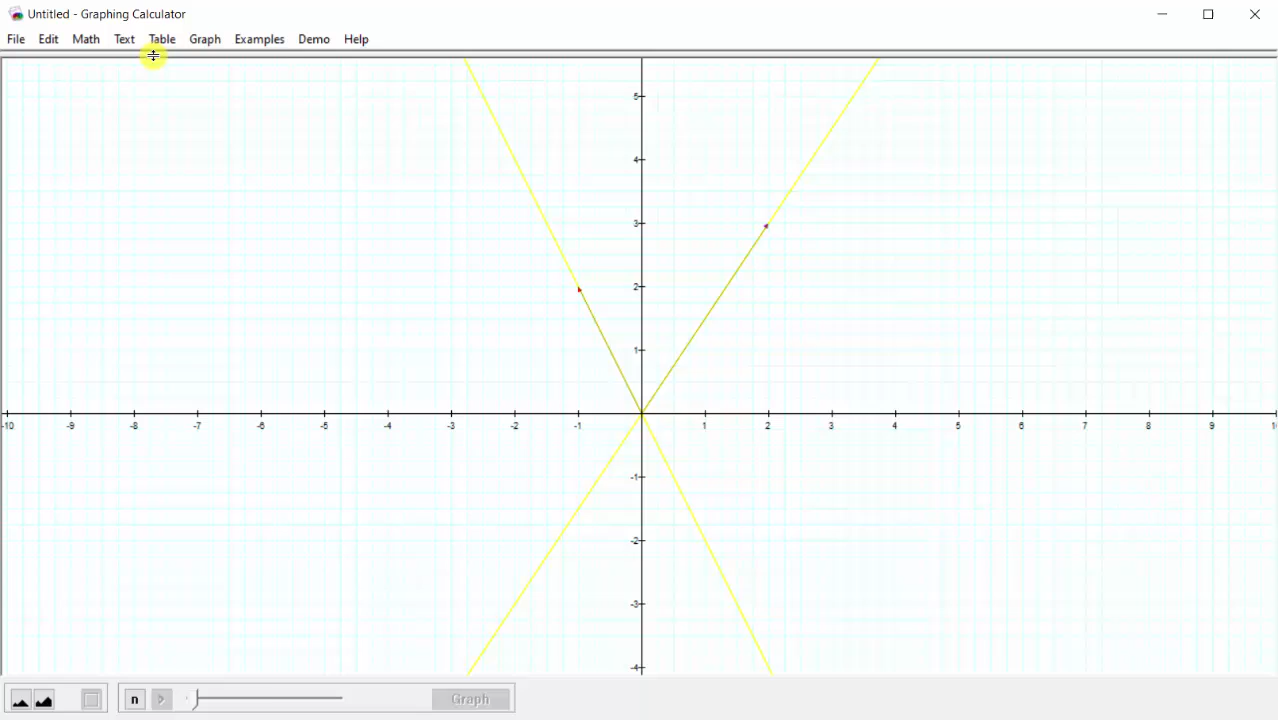 Untitled - Graphing Calculator
File Edit Math Text Table Graph Examples Demo Help
5
4
3
2
1
-10 -9 -8 -7 -6 -5 -4 -3 -2 -1 0 1 2 3 4 5 6 7 8 9 1
-1
-2
-3
-4
n Graph